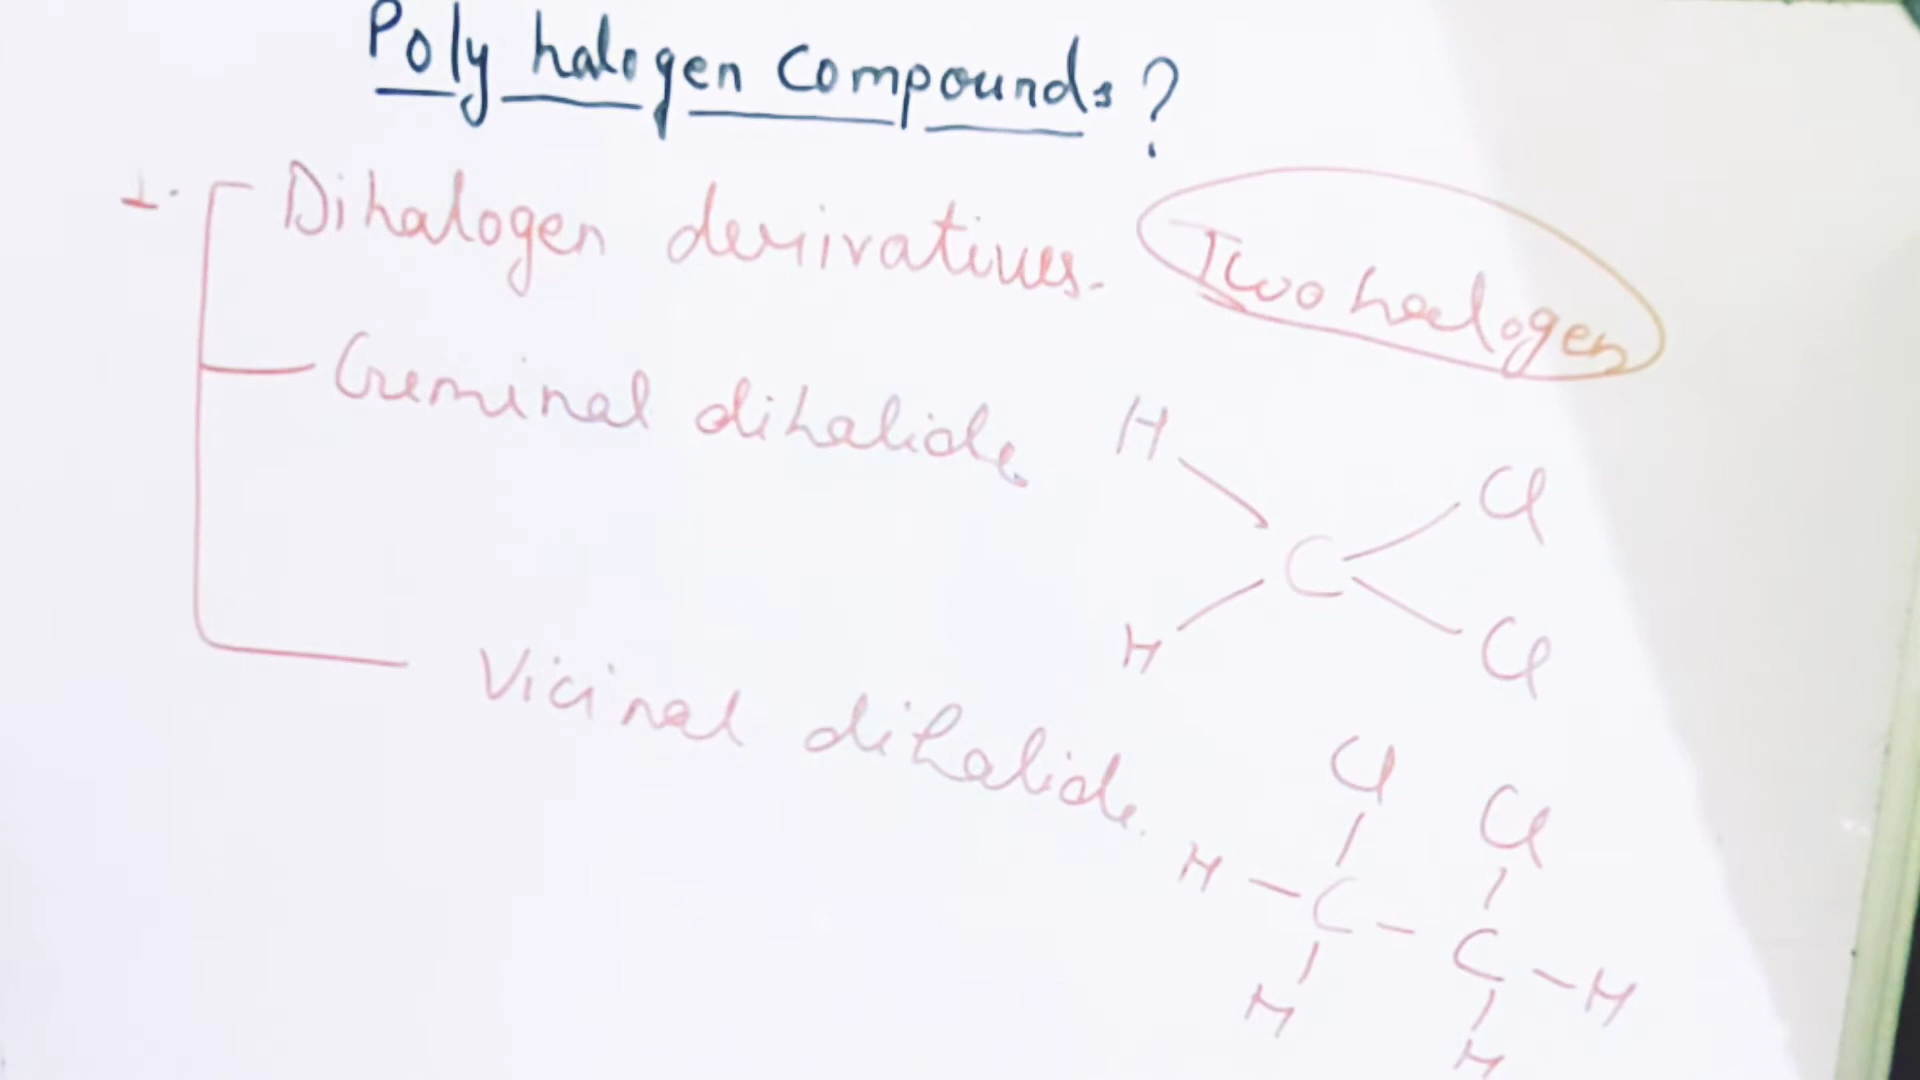 Poly halogen Compounds?
1. Dihalogen derivatives. Two halogen
Geminal dihalide
H Cl
C
H Cl
Vicinal dihalide.
Cl Cl
H - C - C - H
H H